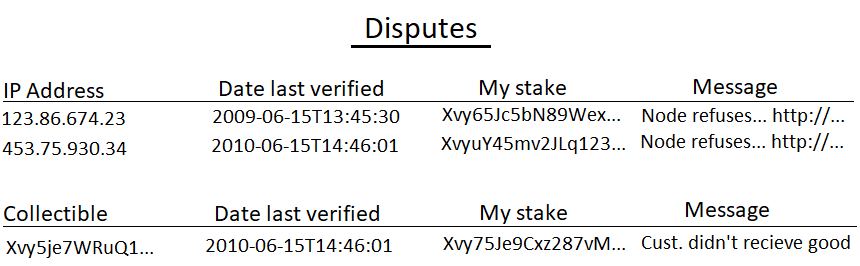 Disputes
IP Address Date last verified My stake Message
123.86.674.23 2009-06-15T13:45:30 Xvy65Jc5bN89Wex... Node refuses... http://...
453.75.930.34 2010-06-15T14:46:01 XvyuY45mv2JLq123... Node refuses... http://...
Collectible Date last verified My stake Message
Xvy5je7WRuQ1... 2010-06-15T14:46:01 Xvy75Je9Cxz287vM... Cust. didn't recieve good